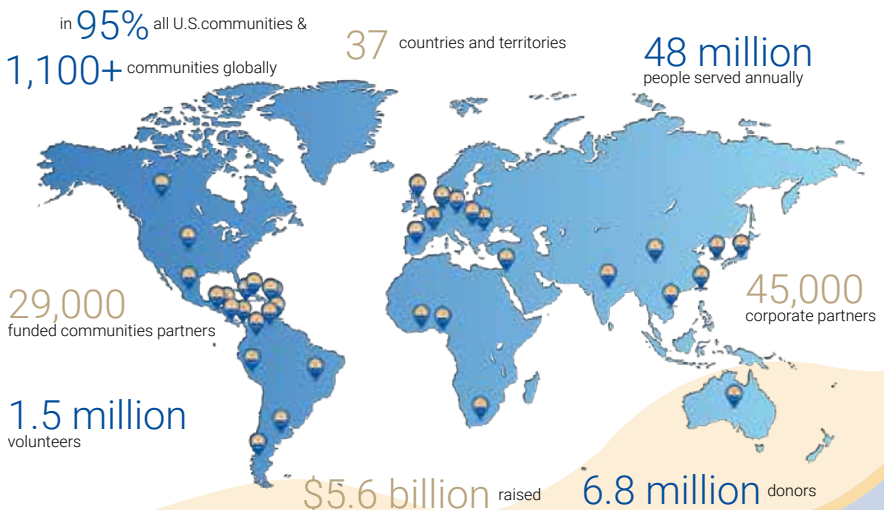 in 95% all U.S.communities &
1,100+ communities globally
37 countries and territories
48 million
people served annually
29,000
funded communities partners
45,000
corporate partners
1.5 million
volunteers
$5.6 billion raised
6.8 million donors